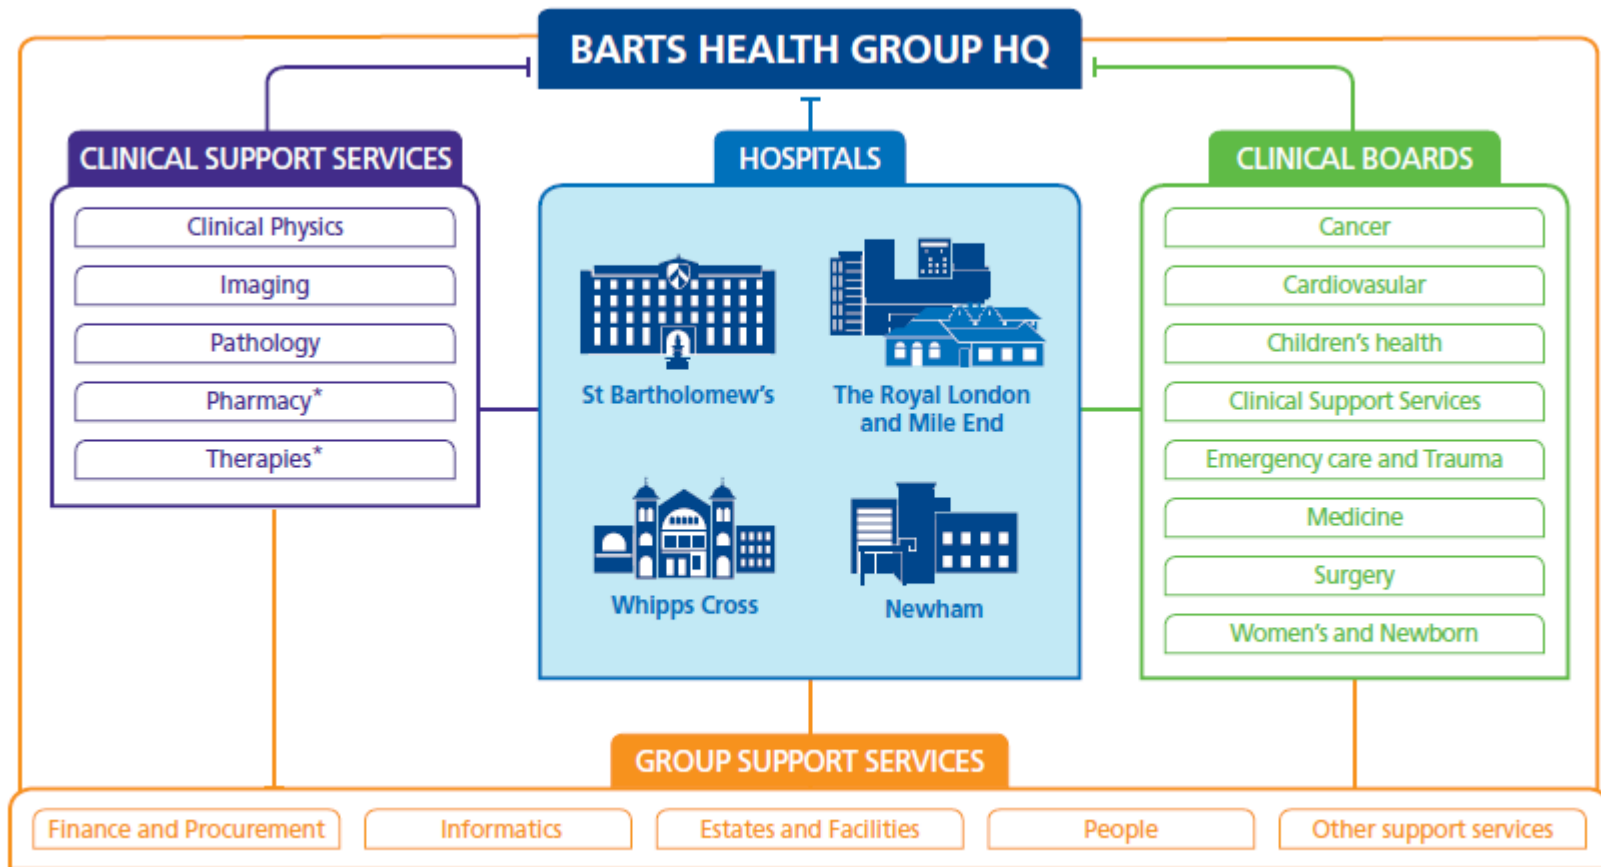 BARTS HEALTH GROUP HQ
CLINICAL SUPPORT SERVICES
Clinical Physics
Imaging
Pathology
Pharmacy*
Therapies*
HOSPITALS
St Bartholomew's
The Royal London
and Mile End
Whipps Cross
Newham
CLINICAL BOARDS
Cancer
Cardiovasular
Children's health
Clinical Support Services
Emergency care and Trauma
Medicine
Surgery
Women's and Newborn
GROUP SUPPORT SERVICES
Finance and Procurement
Informatics
Estates and Facilities
People
Other support services